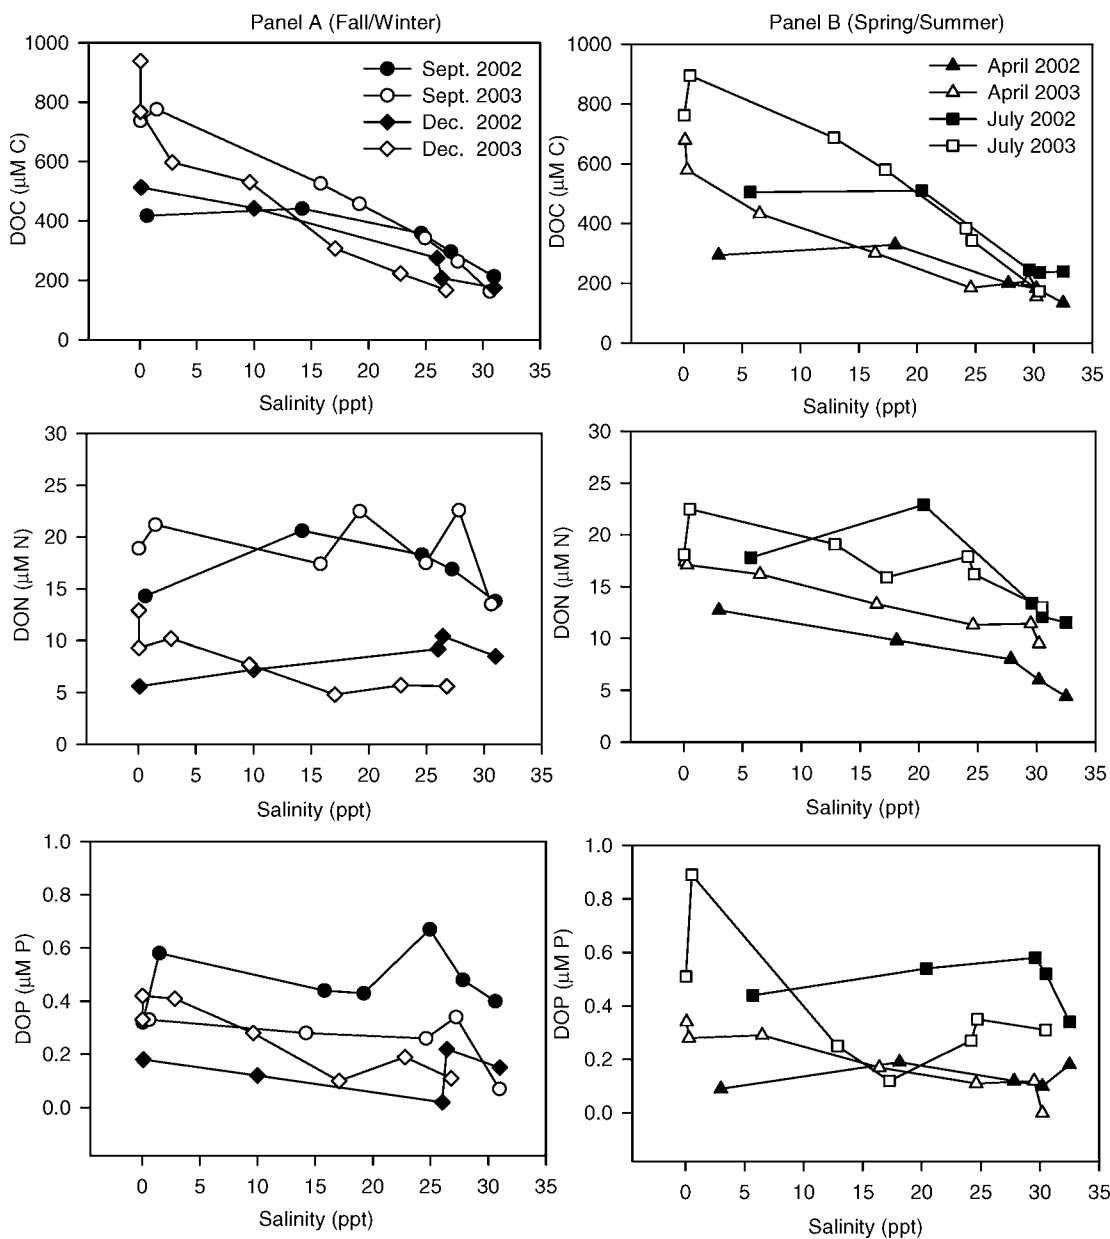 Panel A (Fall/Winter)
Panel B (Spring/Summer)
DOC (μM C)
1000
800
600
400
200
0
Sept. 2002
Sept. 2003
Dec. 2002
Dec. 2003
0 5 10 15 20 25 30 35
Salinity (ppt)
DOC (μM C)
1000
800
600
400
200
0
April 2002
April 2003
July 2002
July 2003
0 5 10 15 20 25 30 35
Salinity (ppt)
DON (μM N)
30
25
20
15
10
5
0
0 5 10 15 20 25 30 35
Salinity (ppt)
DON (μM N)
30
25
20
15
10
5
0
0 5 10 15 20 25 30 35
Salinity (ppt)
DOP (μM P)
1.0
0.8
0.6
0.4
0.2
0.0
0 5 10 15 20 25 30 35
Salinity (ppt)
DOP (μM P)
1.0
0.8
0.6
0.4
0.2
0.0
0 5 10 15 20 25 30 35
Salinity (ppt)